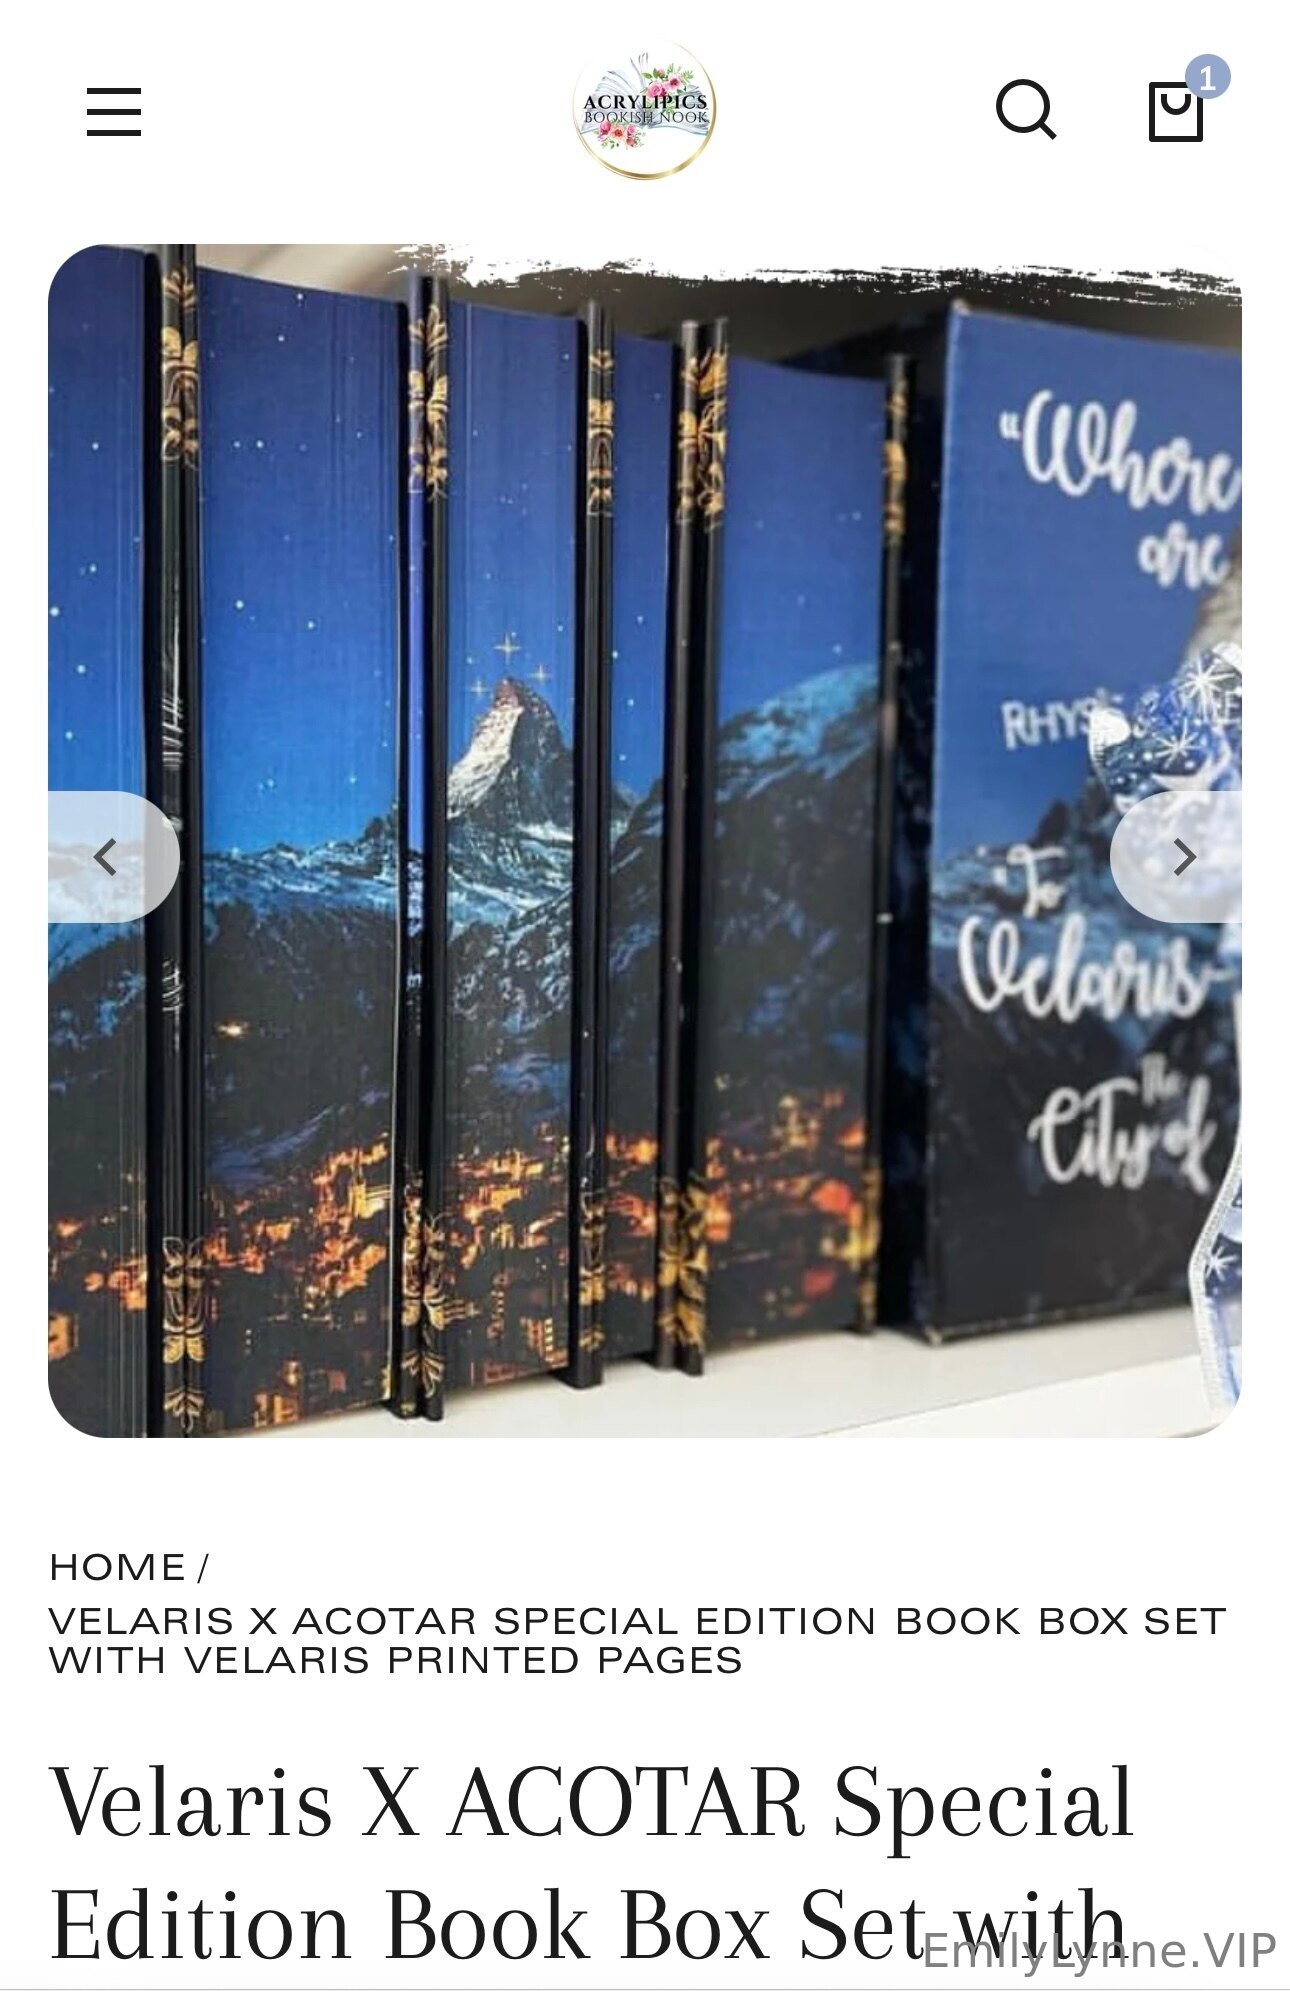 ACRYLIPICS
BOOKISH NOOK
1
"Where
are
To
Velaris
The
City of
HOME /
VELARIS X ACOTAR SPECIAL EDITION BOOK BOX SET
WITH VELARIS PRINTED PAGES
Velaris X ACOTAR Special
Edition Book Box Set with
EmilyLynne.VIP